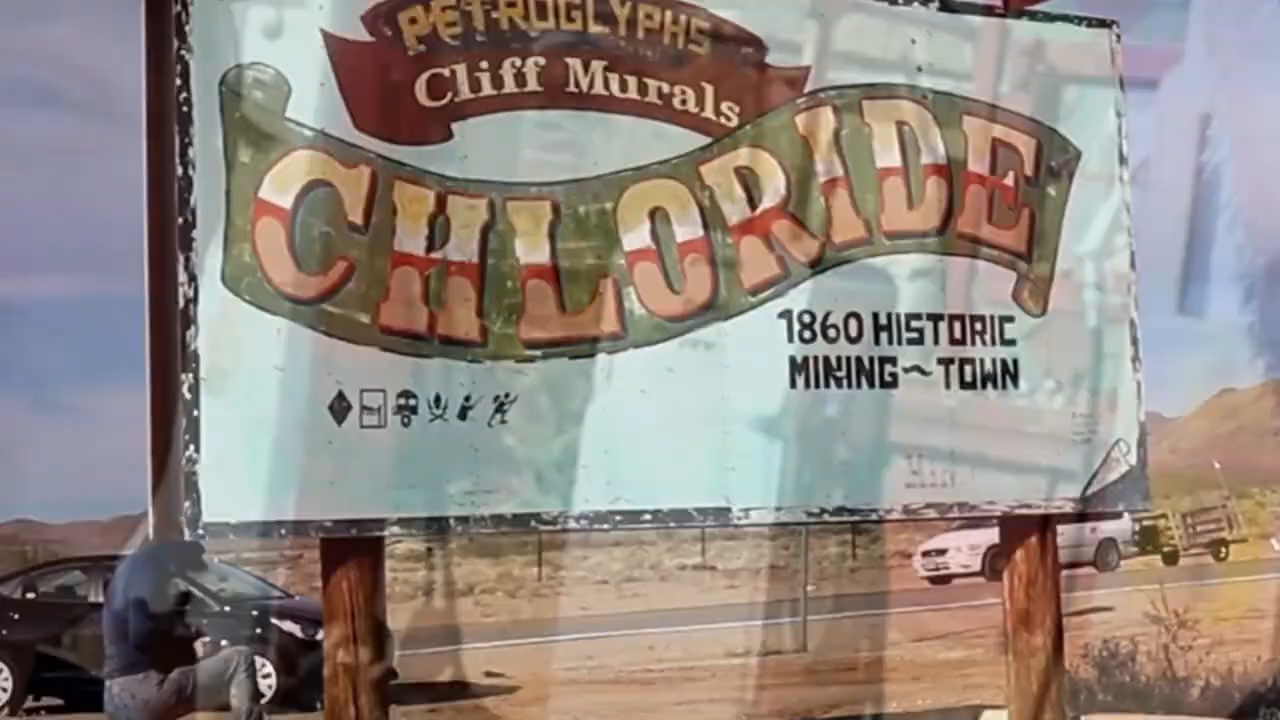 PETROGLYPHS
Cliff Murals
CHLORIDE
1860 HISTORIC
MINING~TOWN